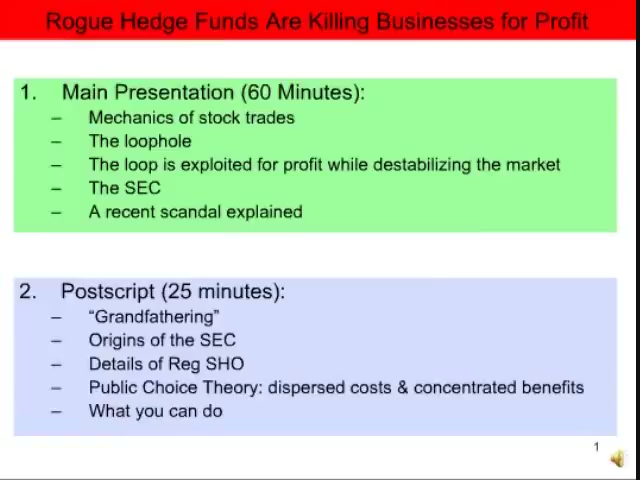 Rogue Hedge Funds Are Killing Businesses for Profit
1. Main Presentation (60 Minutes):
– Mechanics of stock trades
– The loophole
– The loop is exploited for profit while destabilizing the market
– The SEC
– A recent scandal explained
2. Postscript (25 minutes):
– “Grandfathering”
– Origins of the SEC
– Details of Reg SHO
– Public Choice Theory: dispersed costs & concentrated benefits
– What you can do
1